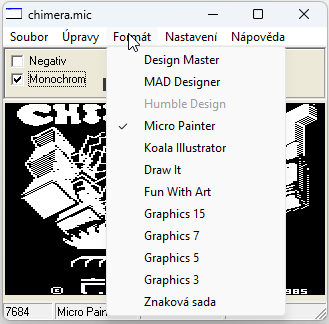 chimera.mic
Soubor Úpravy Formát Nastavení Nápověda
Negativ
Monochrom
Design Master
MAD Designer
Humble Design
Micro Painter
Koala Illustrator
Draw It
Fun With Art
Graphics 15
Graphics 7
Graphics 5
Graphics 3
Znaková sada
7684 Micro Pain